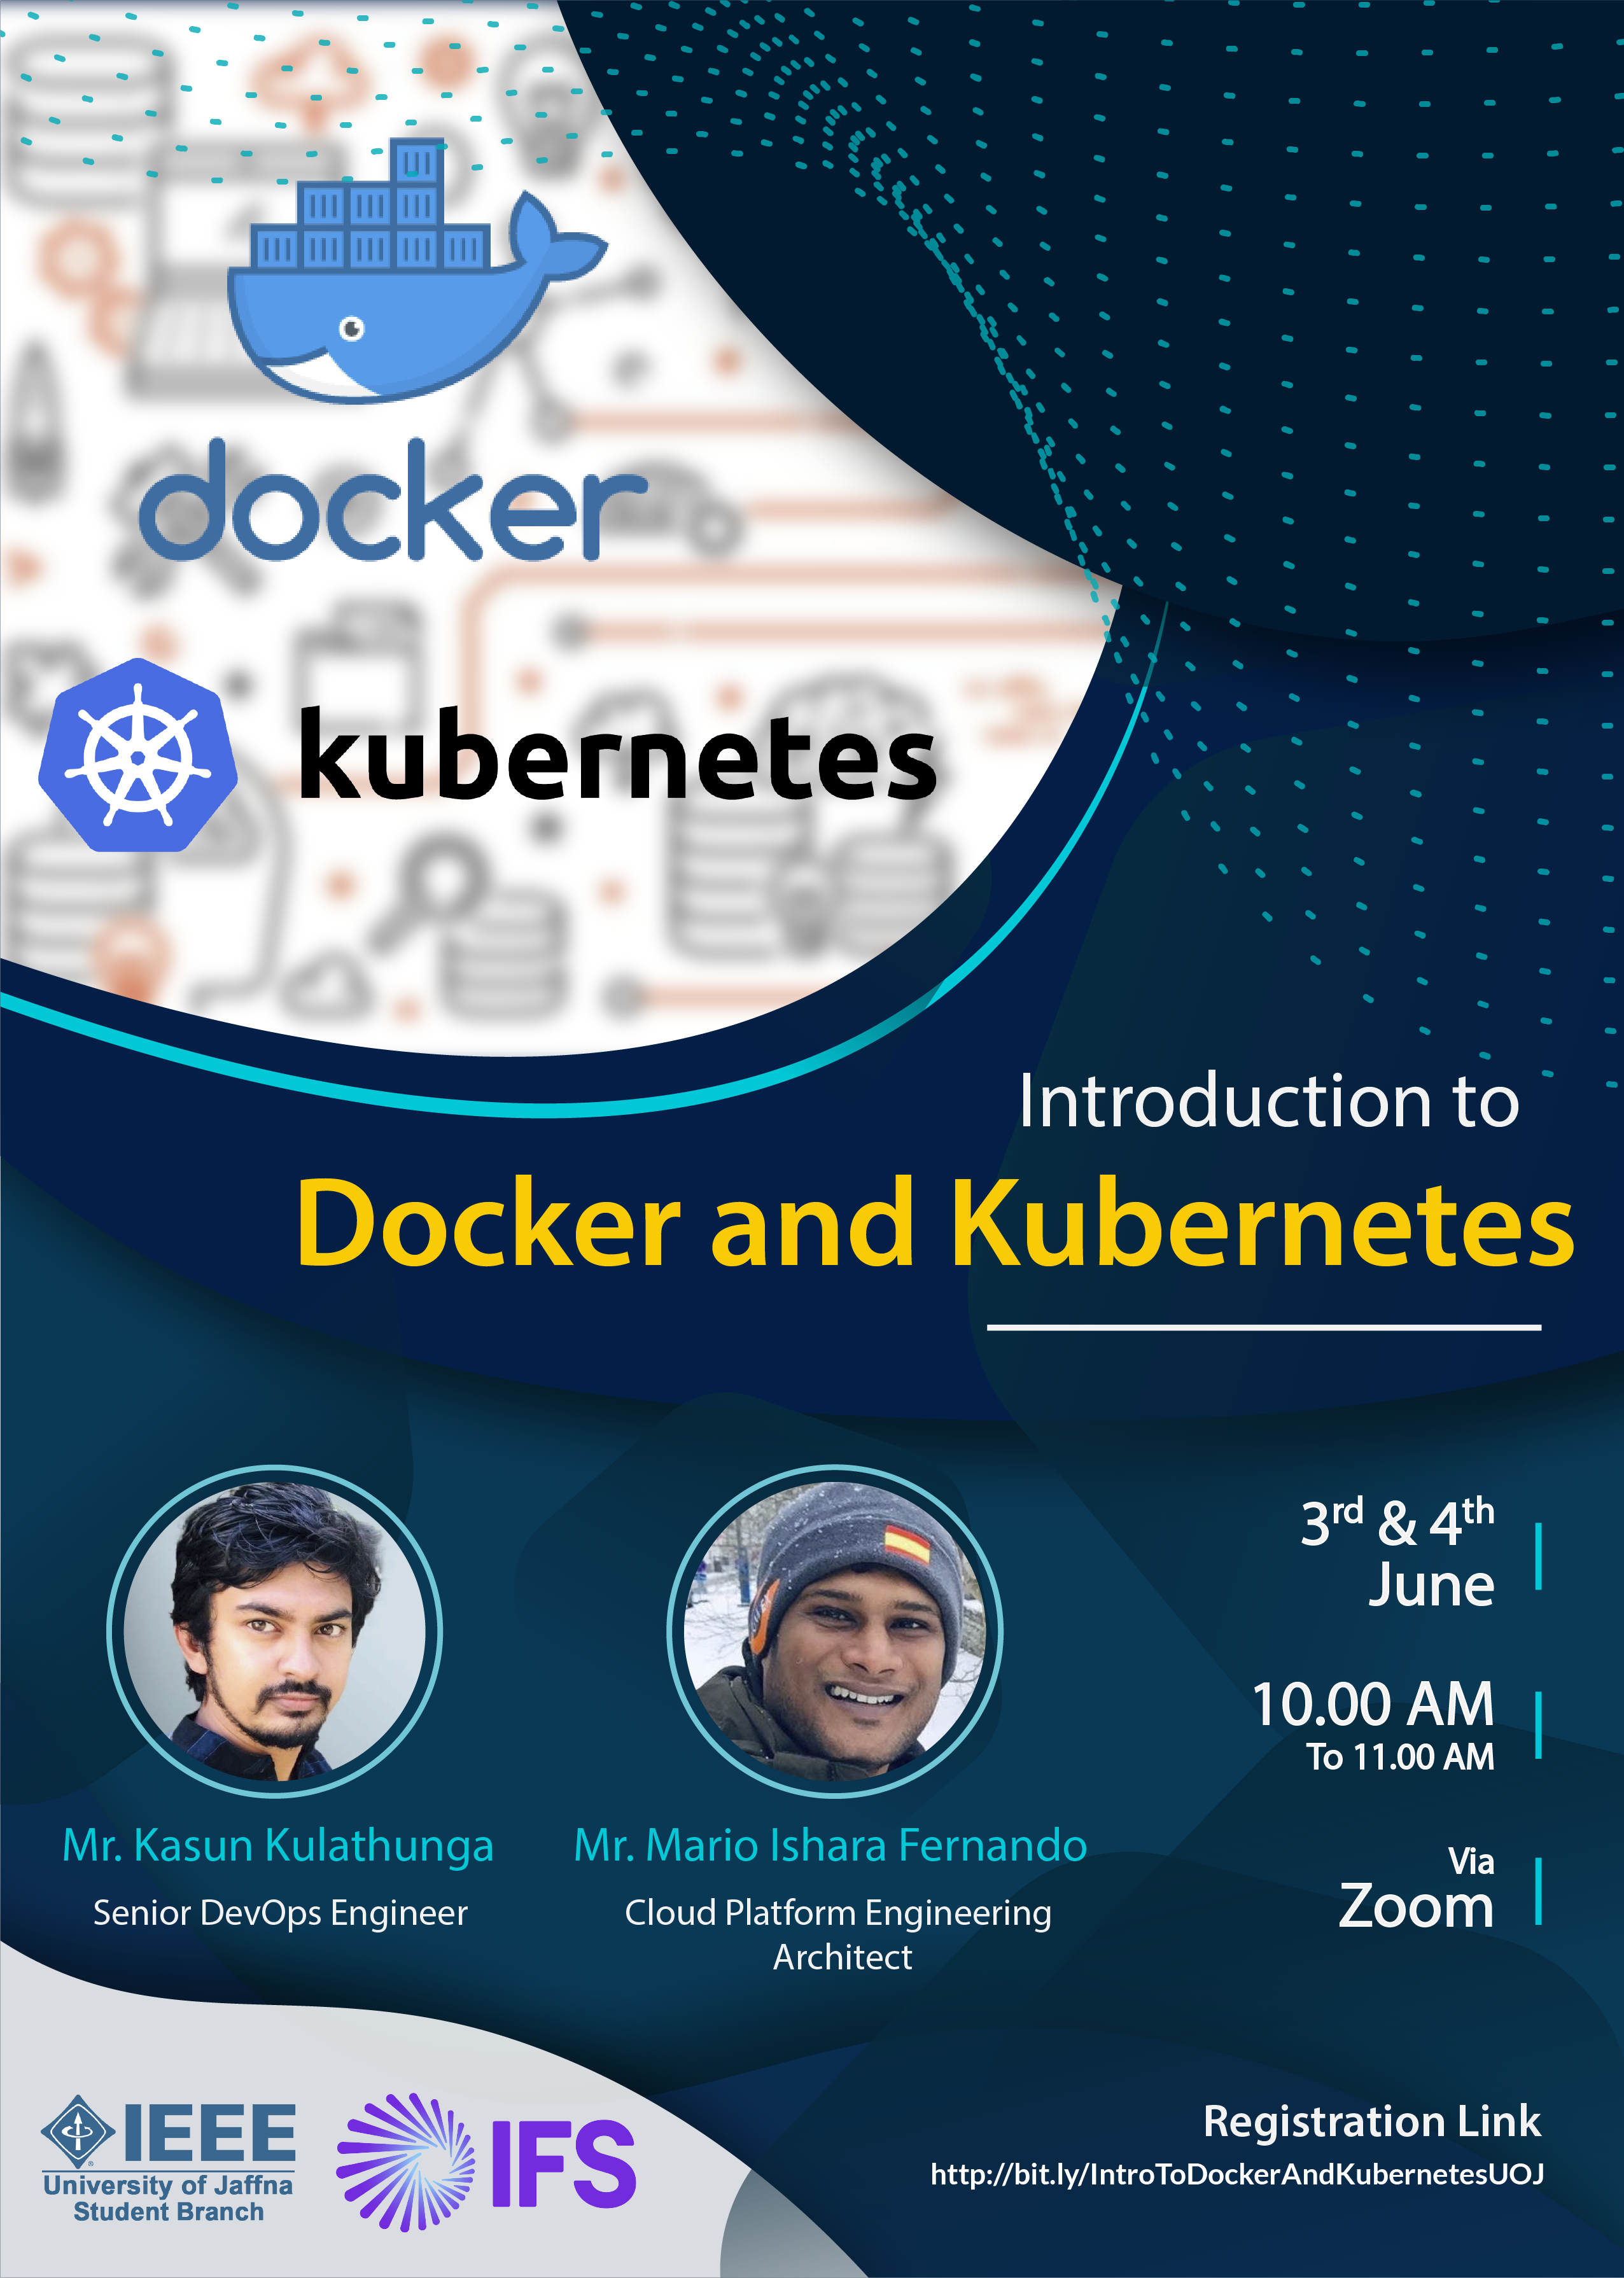 docker
kubernetes
Introduction to
Docker and Kubernetes
Mr. Kasun Kulathunga
Senior DevOps Engineer
Mr. Mario Ishara Fernando
Cloud Platform Engineering
Architect
3rd & 4th
June
10.00 AM
To 11.00 AM
Via
Zoom
IEEE
University of Jaffna
Student Branch
IFS
Registration Link
http://bit.ly/IntroToDockerAndKubernetesUOJ